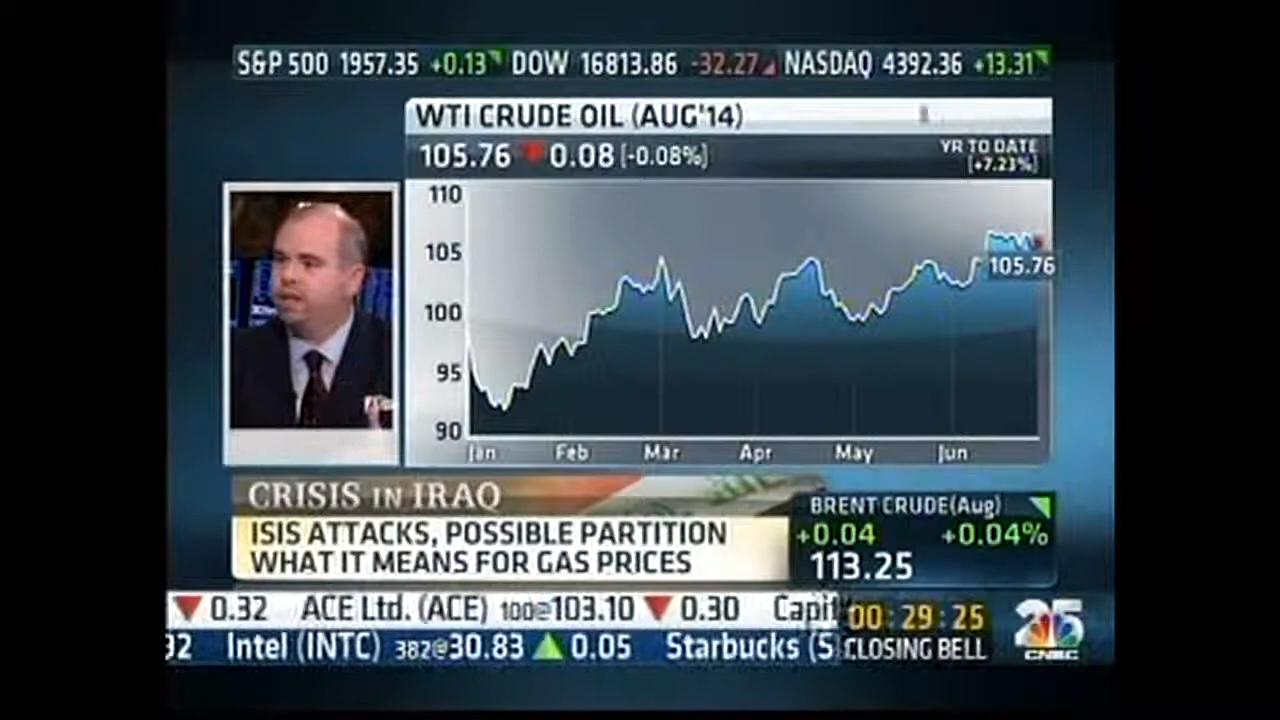 S&P 500 1957.35 +0.13 DOW 16813.86 -32.27 NASDAQ 4392.36 +13.31
WTI CRUDE OIL (AUG'14)
105.76 0.08 [-0.08%]
YR TO DATE
[+7.23%]
110
105
100
95
90
105.76
Jan Feb Mar Apr May Jun
CRISIS IN IRAQ
ISIS ATTACKS, POSSIBLE PARTITION
WHAT IT MEANS FOR GAS PRICES
BRENT CRUDE(Aug)
+0.04 +0.04%
113.25
0.32 ACE Ltd. (ACE) 100@103.10 0.30 Capit
92 Intel (INTC) 382@30.83 0.05 Starbucks (S
00:29:25
CLOSING BELL
25
CNBC